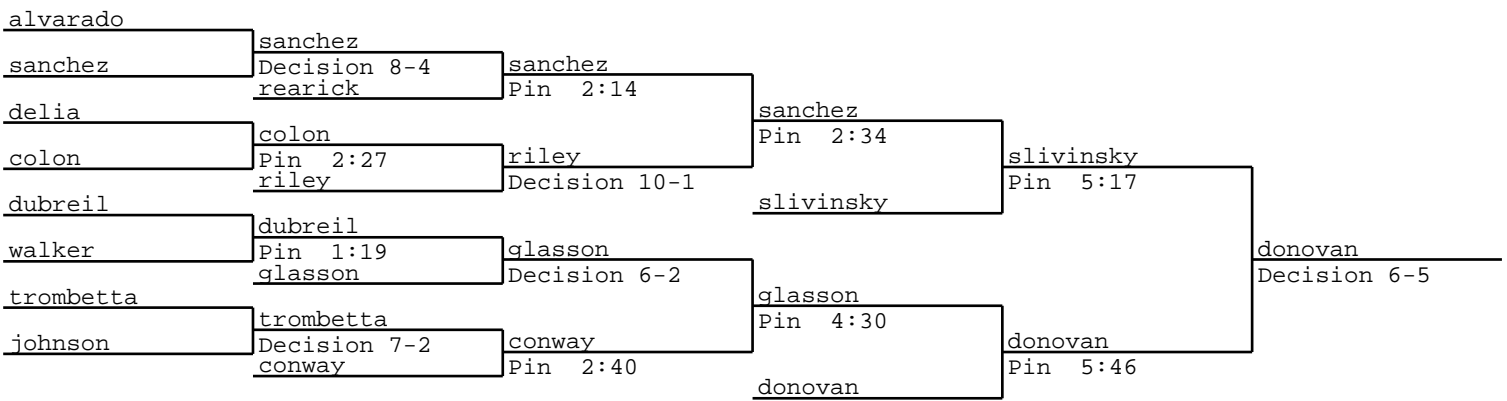 alvarado
sanchez
sanchez
Decision 8-4
rearick
sanchez
Pin 2:14
delia
colon
colon
Pin 2:27
riley
riley
Decision 10-1
sanchez
Pin 2:34
slivinsky
slivinsky
Pin 5:17
dubreil
walker
dubreil
Pin 1:19
glasson
glasson
Decision 6-2
trombetta
johnson
trombetta
Decision 7-2
conway
conway
Pin 2:40
glasson
Pin 4:30
donovan
donovan
Pin 5:46
donovan
Decision 6-5